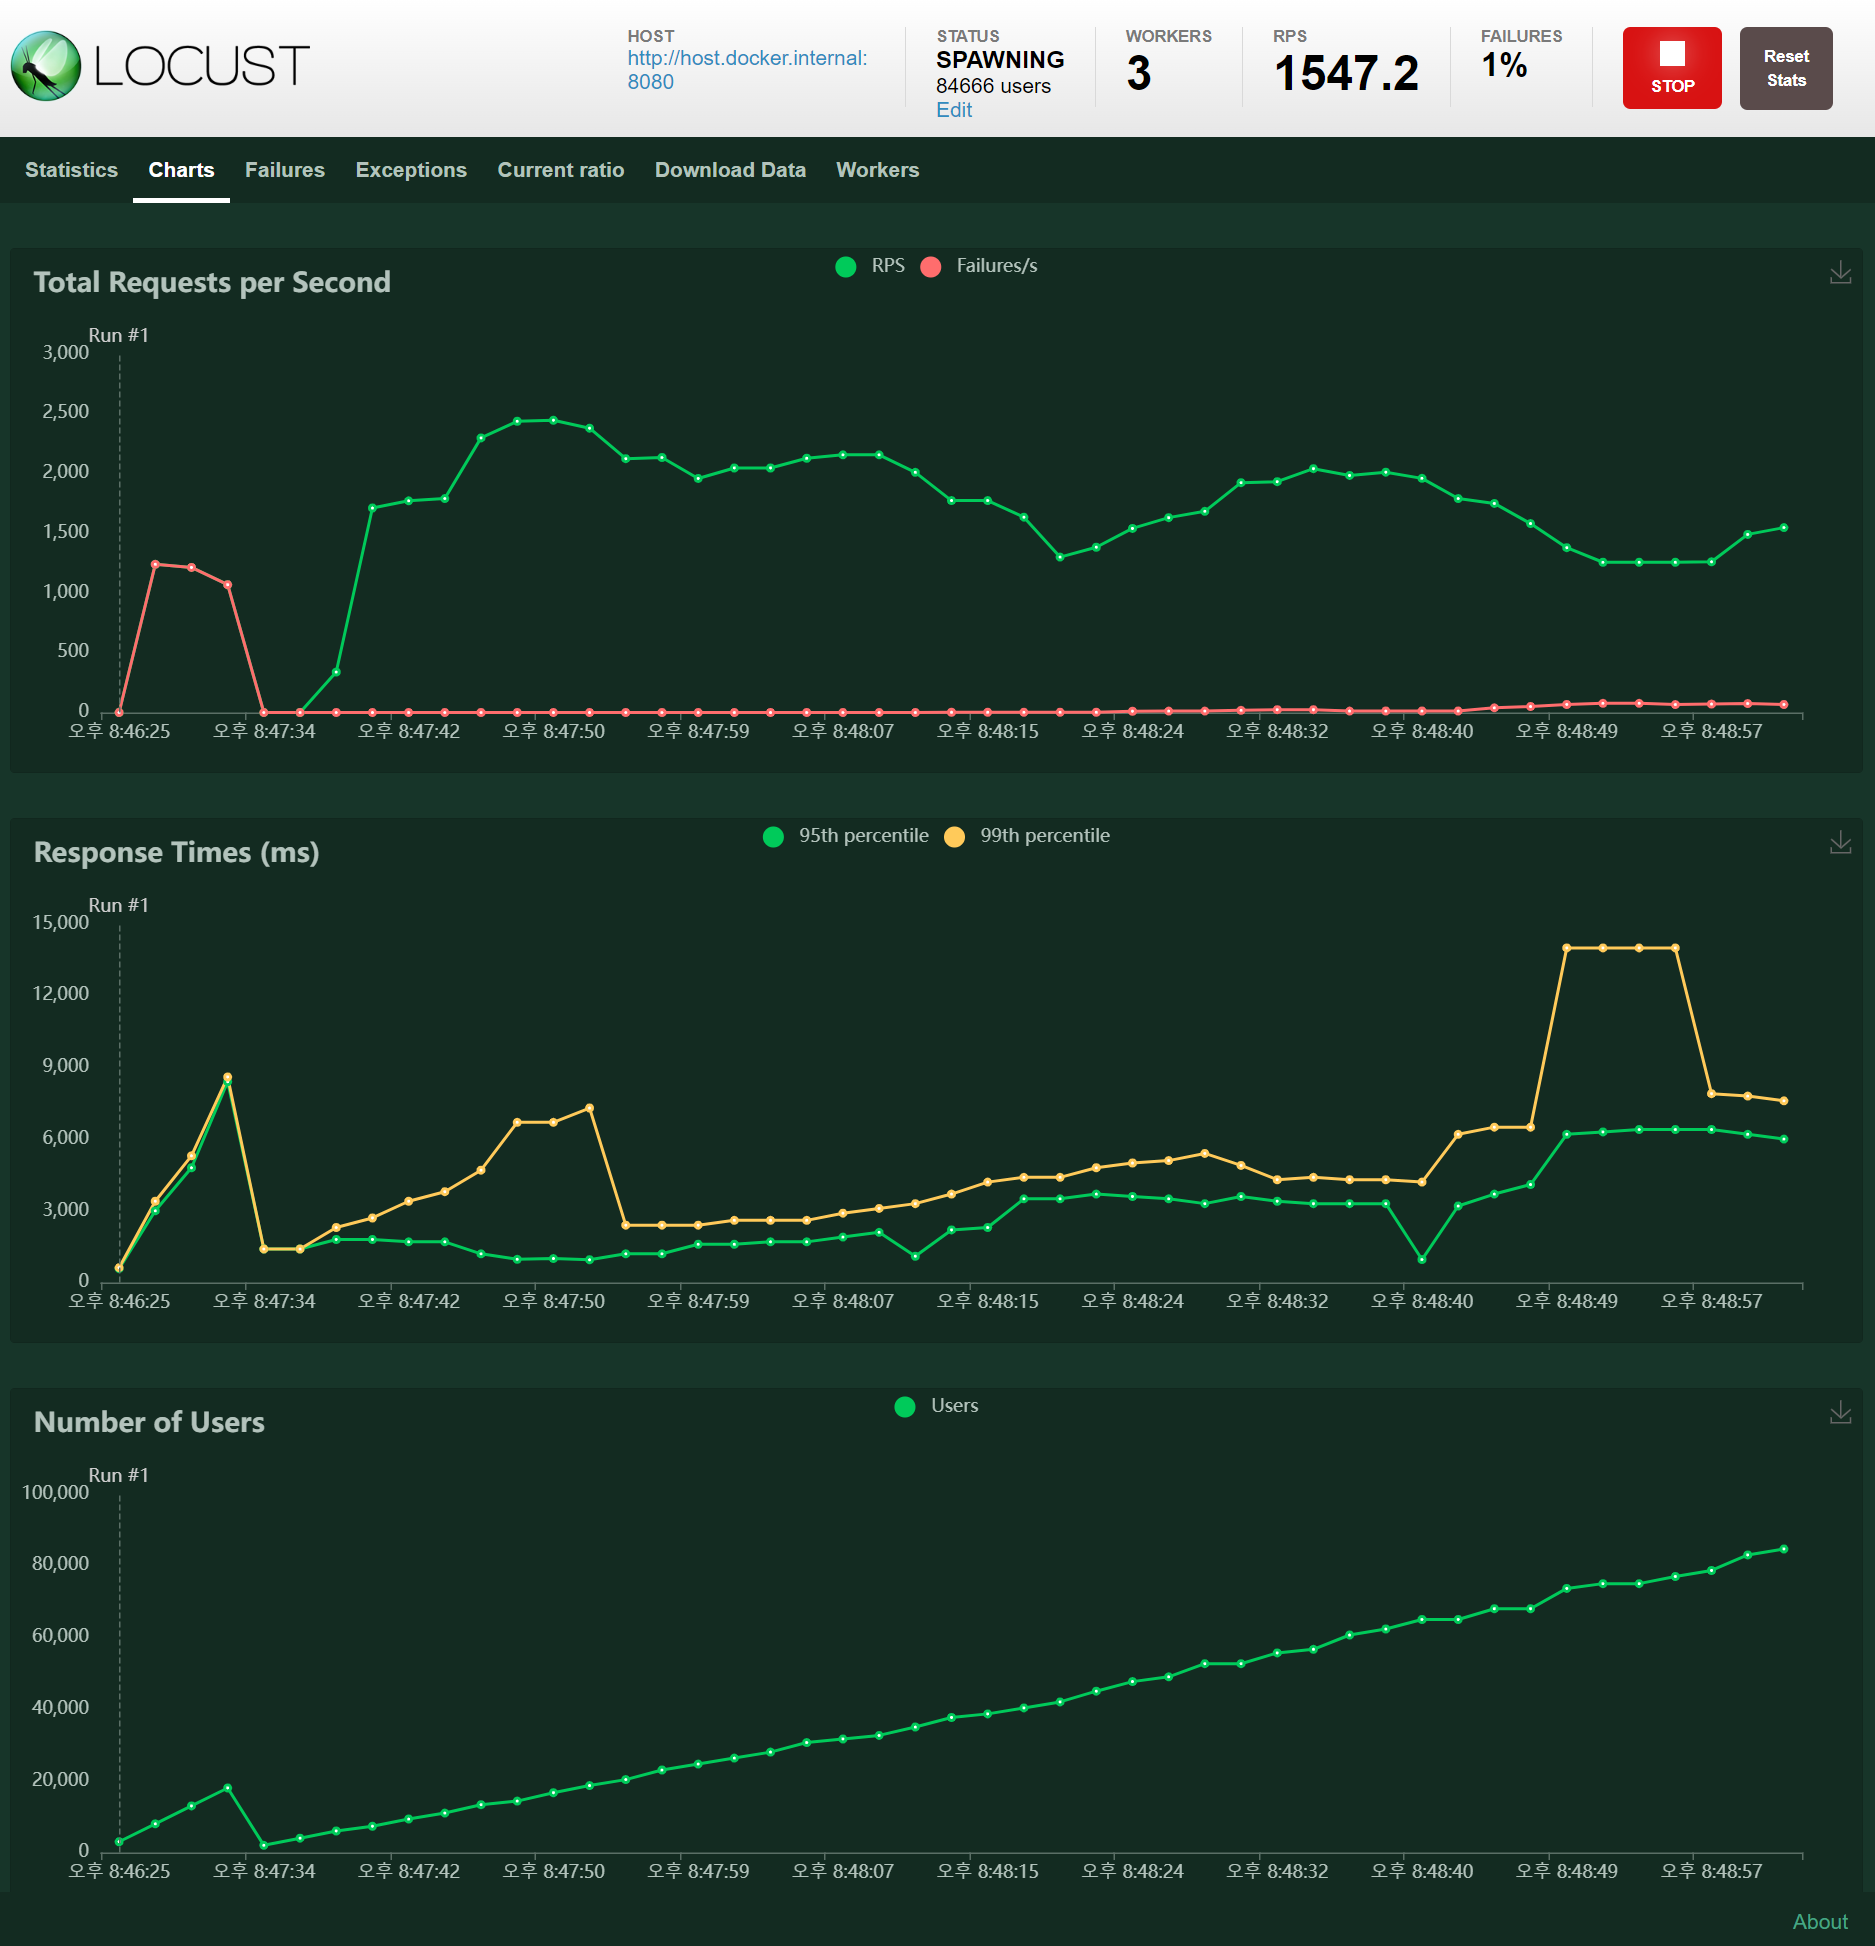 LOCUST
HOST
http://host.docker.internal:
8080
STATUS
SPAWNING
84666 users
Edit
WORKERS
3
RPS
1547.2
FAILURES
1%
STOP
Reset
Stats
Statistics Charts Failures Exceptions Current ratio Download Data Workers
Total Requests per Second
RPS Failures/s
Run #1
3,000
2,500
2,000
1,500
1,000
500
0
오후 8:46:25 오후 8:47:34 오후 8:47:42 오후 8:47:50 오후 8:47:59 오후 8:48:07 오후 8:48:15 오후 8:48:24 오후 8:48:32 오후 8:48:40 오후 8:48:49 오후 8:48:57
Response Times (ms)
95th percentile 99th percentile
Run #1
15,000
12,000
9,000
6,000
3,000
0
오후 8:46:25 오후 8:47:34 오후 8:47:42 오후 8:47:50 오후 8:47:59 오후 8:48:07 오후 8:48:15 오후 8:48:24 오후 8:48:32 오후 8:48:40 오후 8:48:49 오후 8:48:57
Number of Users
Users
Run #1
100,000
80,000
60,000
40,000
20,000
0
오후 8:46:25 오후 8:47:34 오후 8:47:42 오후 8:47:50 오후 8:47:59 오후 8:48:07 오후 8:48:15 오후 8:48:24 오후 8:48:32 오후 8:48:40 오후 8:48:49 오후 8:48:57
About